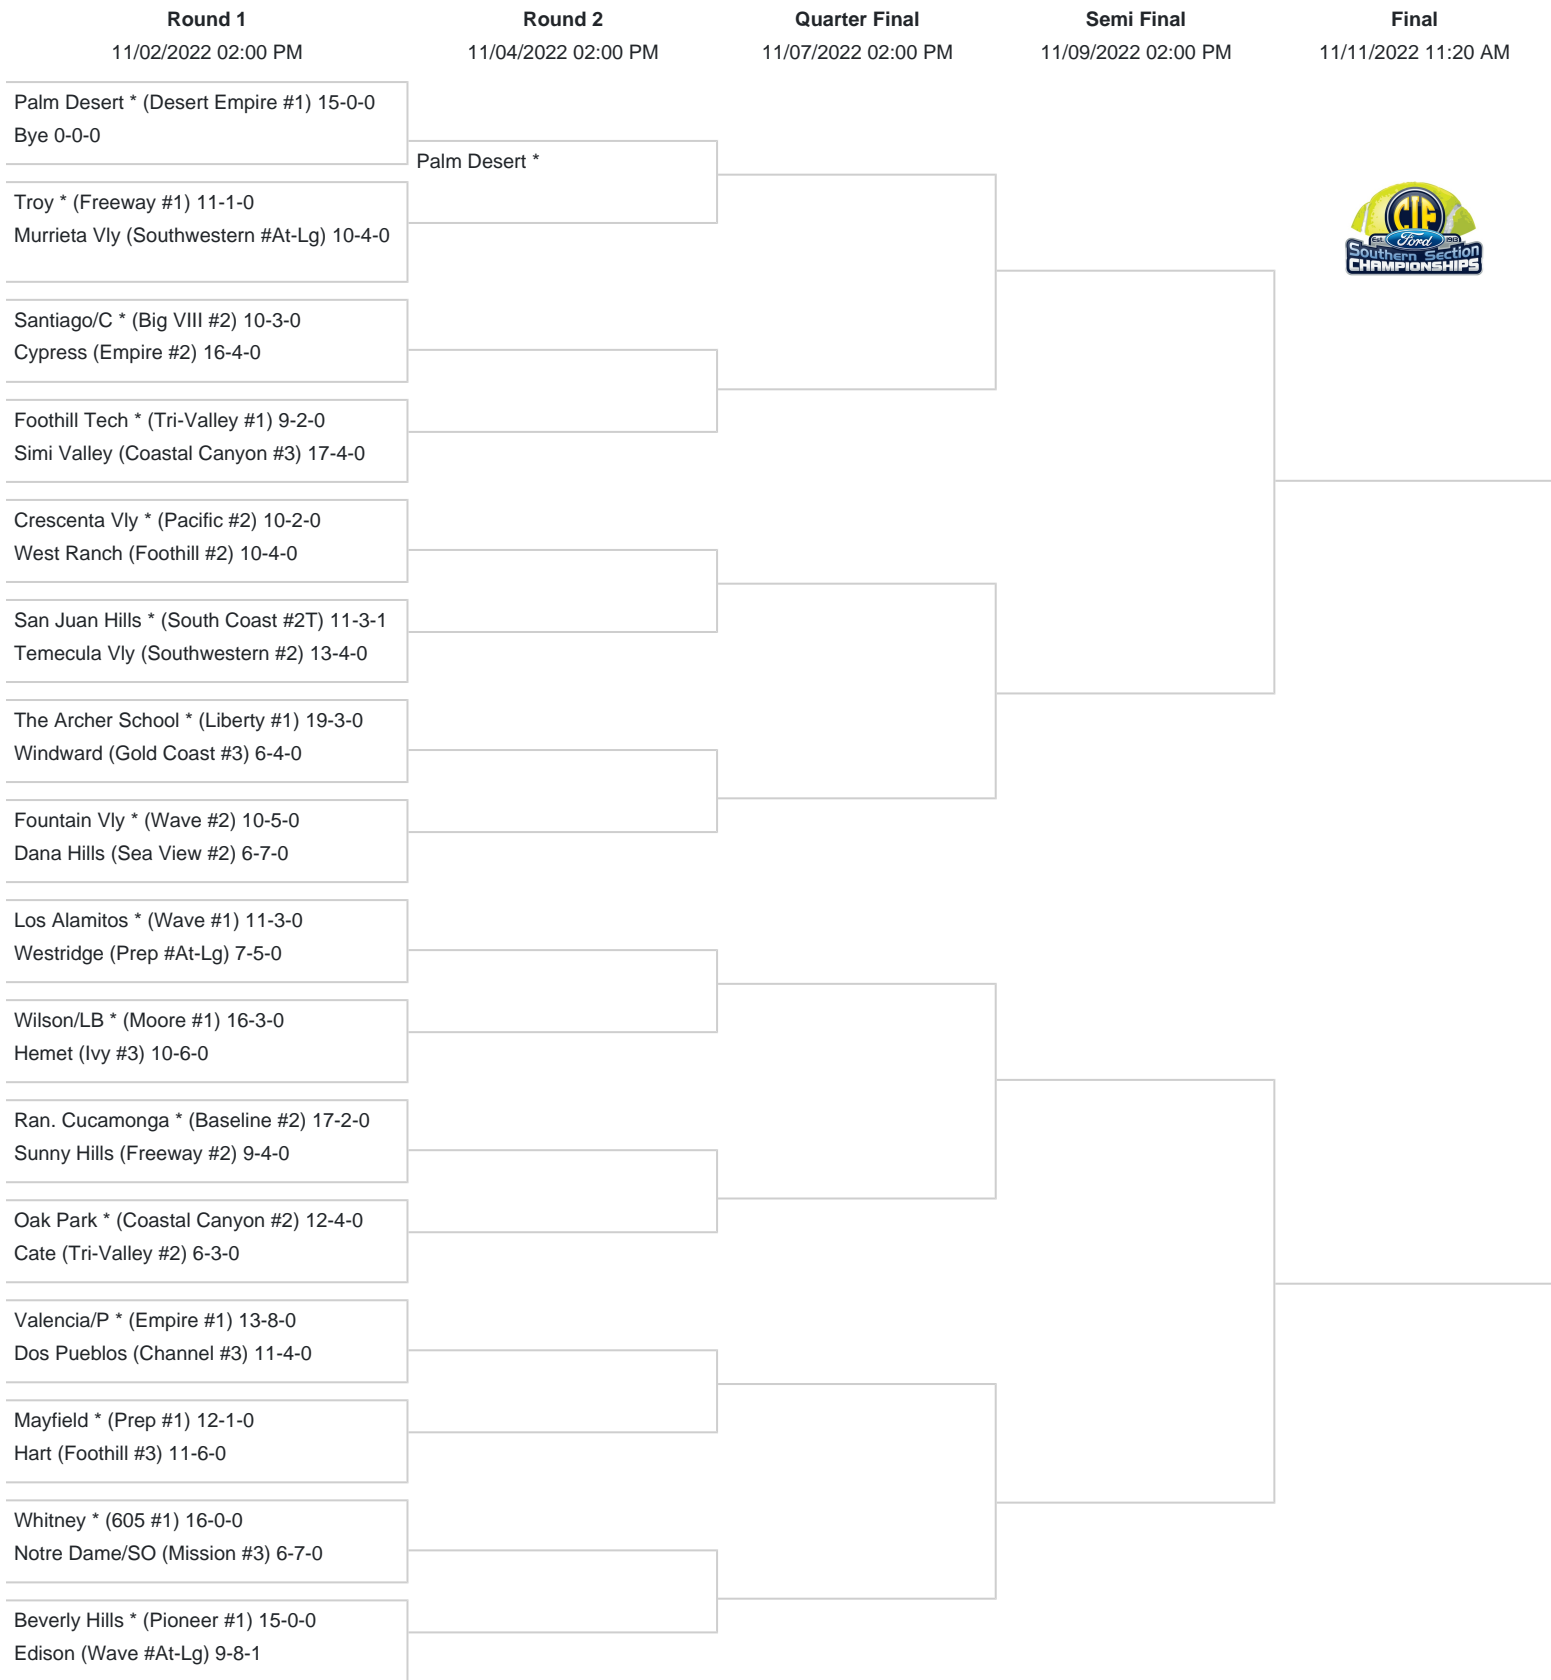 Round 1
Round 2
Quarter Final
Semi Final
Final
11/02/2022 02:00 PM
11/04/2022 02:00 PM
11/07/2022 02:00 PM
11/09/2022 02:00 PM
11/11/2022 11:20 AM
Palm Desert * (Desert Empire #1) 15-0-0
Bye 0-0-0
Palm Desert *
Troy * (Freeway #1) 11-1-0
Murrieta Vly (Southwestern #At-Lg) 10-4-0
CIF
Est. Ford 1913
Southern Section
CHAMPIONSHIPS
Santiago/C * (Big VIII #2) 10-3-0
Cypress (Empire #2) 16-4-0
Foothill Tech * (Tri-Valley #1) 9-2-0
Simi Valley (Coastal Canyon #3) 17-4-0
Crescenta Vly * (Pacific #2) 10-2-0
West Ranch (Foothill #2) 10-4-0
San Juan Hills * (South Coast #2T) 11-3-1
Temecula Vly (Southwestern #2) 13-4-0
The Archer School * (Liberty #1) 19-3-0
Windward (Gold Coast #3) 6-4-0
Fountain Vly * (Wave #2) 10-5-0
Dana Hills (Sea View #2) 6-7-0
Los Alamitos * (Wave #1) 11-3-0
Westridge (Prep #At-Lg) 7-5-0
Wilson/LB * (Moore #1) 16-3-0
Hemet (Ivy #3) 10-6-0
Ran. Cucamonga * (Baseline #2) 17-2-0
Sunny Hills (Freeway #2) 9-4-0
Oak Park * (Coastal Canyon #2) 12-4-0
Cate (Tri-Valley #2) 6-3-0
Valencia/P * (Empire #1) 13-8-0
Dos Pueblos (Channel #3) 11-4-0
Mayfield * (Prep #1) 12-1-0
Hart (Foothill #3) 11-6-0
Whitney * (605 #1) 16-0-0
Notre Dame/SO (Mission #3) 6-7-0
Beverly Hills * (Pioneer #1) 15-0-0
Edison (Wave #At-Lg) 9-8-1